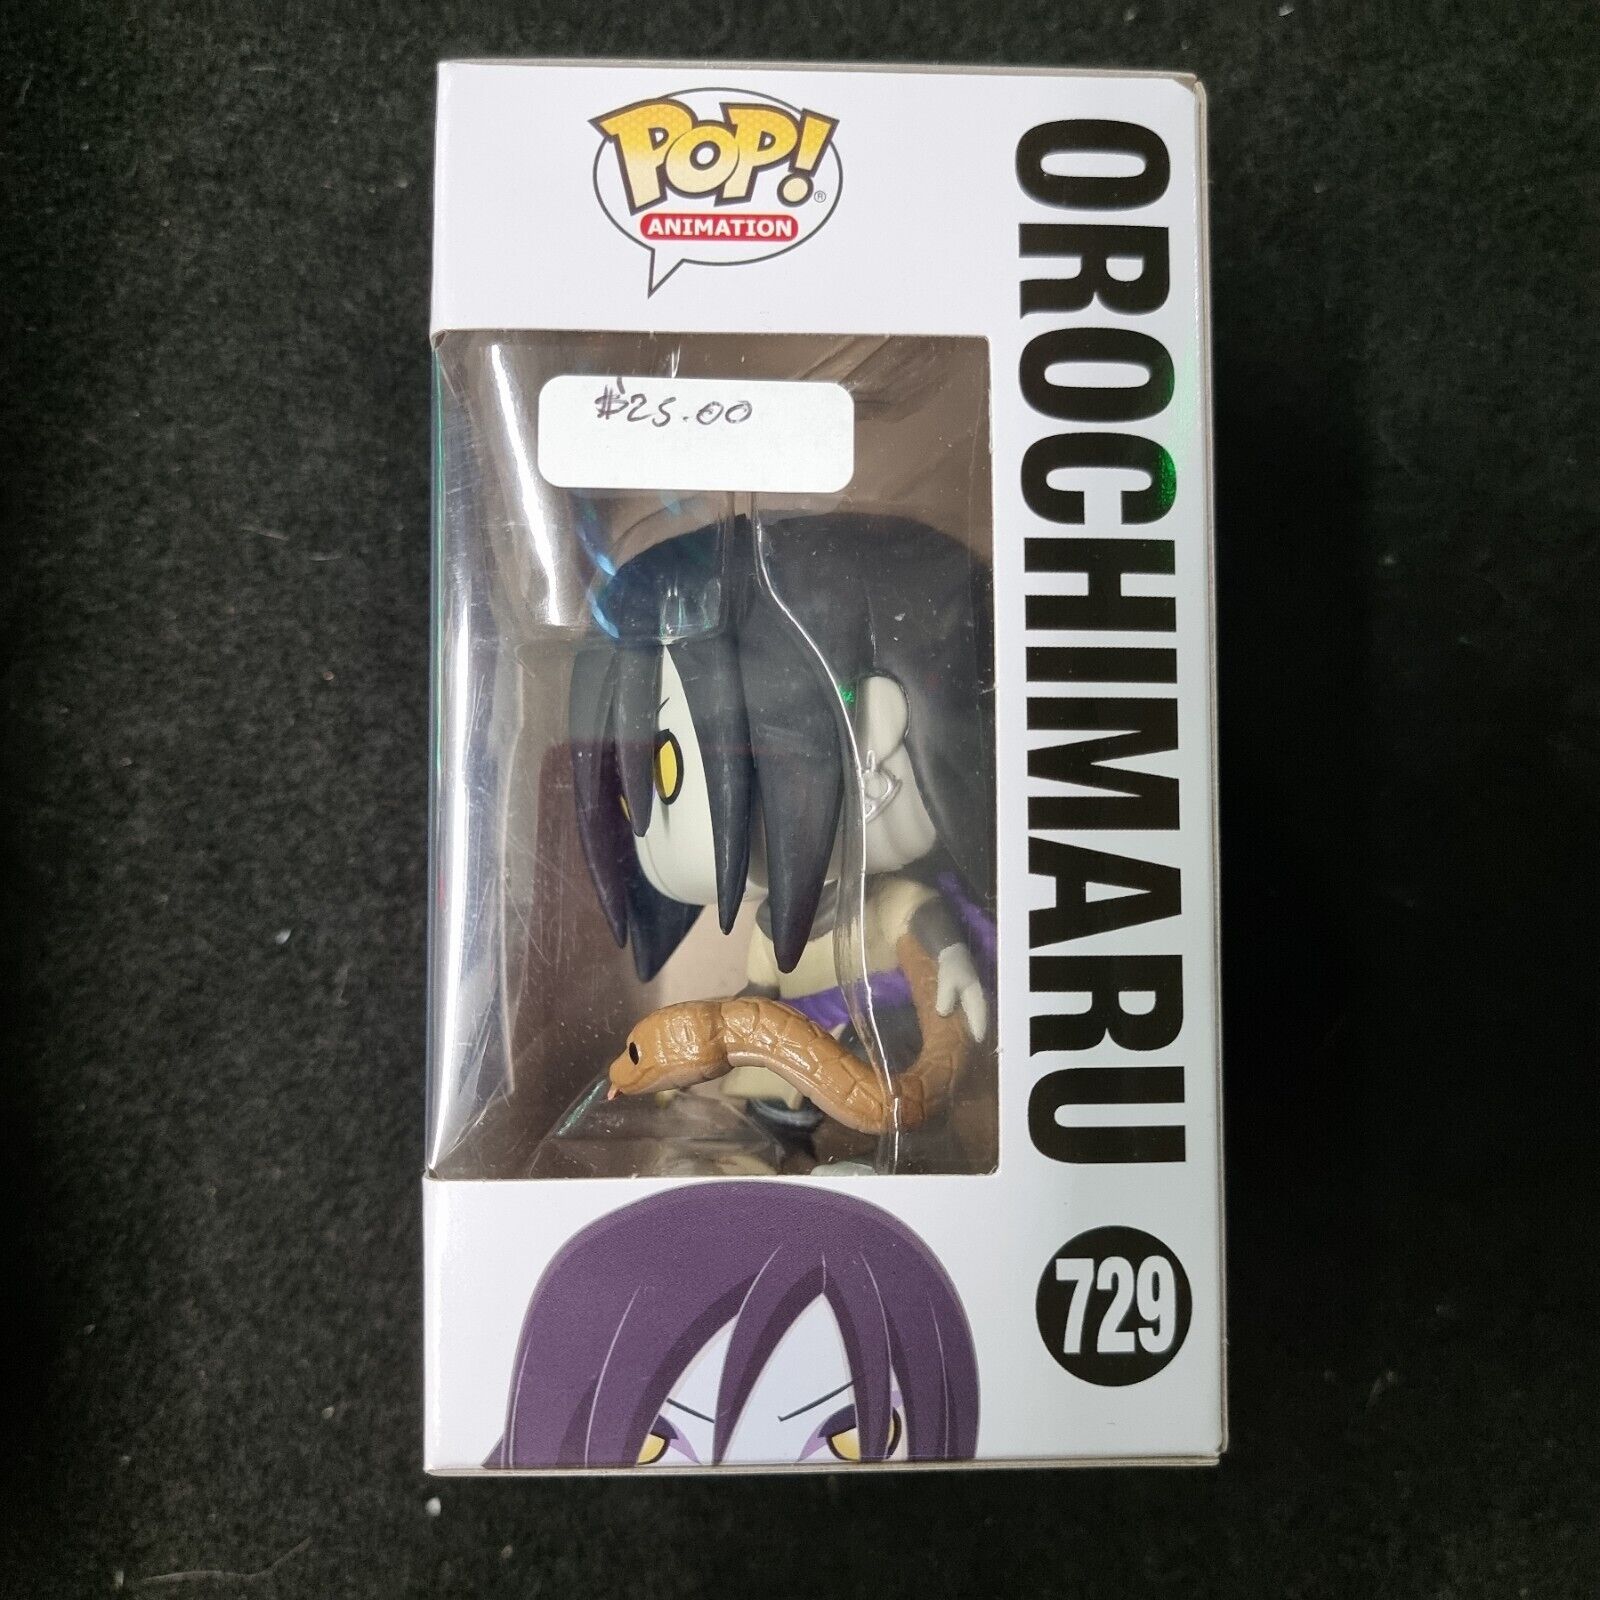 POP!®
ANIMATION
$25.00
OROCHIMARU
729